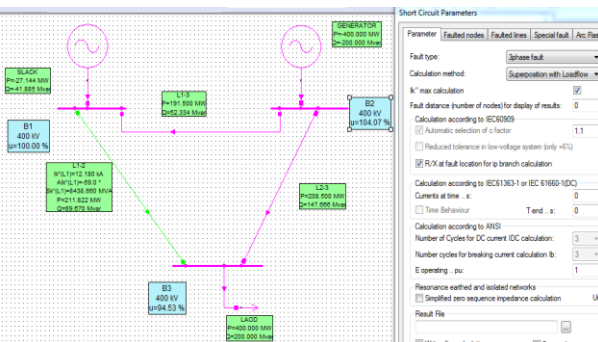 GENERATOR
P=-400.000 MW
Q=-200.000 Mvar
SLACK
P=-27.144 MW
Q=-41.885 Mvar
L1-3
P=191.500 MW
Q=52.334 Mvar
B2
400 kV
u=104.07 %
B1
400 kV
u=100.00 %
L1-2
Ik"(L1)=12.180 kA
AIk"(L1)=-59.0 °
Sk"(L1)=8438.660 MVA
P=211.822 MW
Q=89.670 Mvar
L2-3
P=208.500 MW
Q=147.666 Mvar
B3
400 kV
u=94.53 %
LAOD
P=400.000 MW
Q=200.000 Mvar
Short Circuit Parameters
Parameter Faulted nodes Faulted lines Special fault Arc Flas
Fault type: 3phase fault
Calculation method: Superposition with Loadflow
Ik" max calculation
Fault distance (number of nodes) for display of results: 0
Calculation according to IEC60909
Automatic selection of c factor 1.1
Reduced tolerance in low-voltage system (only +6%)
R/X at fault location for ip branch calculation
Calculation according to IEC61363-1 or IEC 61660-1(DC)
Currents at time .. s: 0
Time Behaviour T end .. s: 0
Calculation according to ANSI
Number of Cycles for DC current IDC calculation: 3
Number cycles for breaking current calculation Ib: 3
E operating .. pu: 1
Resonance earthed and isolated networks
Simplified zero sequence impedance calculation
Result File
...